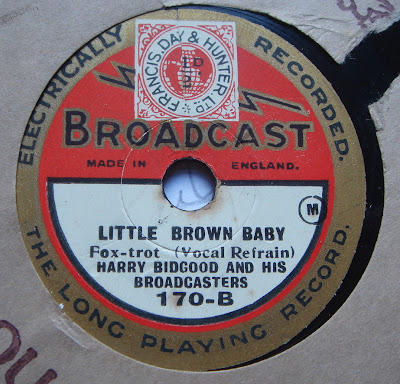 ELECTRICALLY RECORDED.
FRANCIS, DAY & HUNTER LTD
BROADCAST
MADE IN ENGLAND.
M
LITTLE BROWN BABY
Fox-trot (Vocal Refrain)
HARRY BIDGOOD AND HIS
BROADCASTERS
170-B
THE LONG PLAYING RECORD.